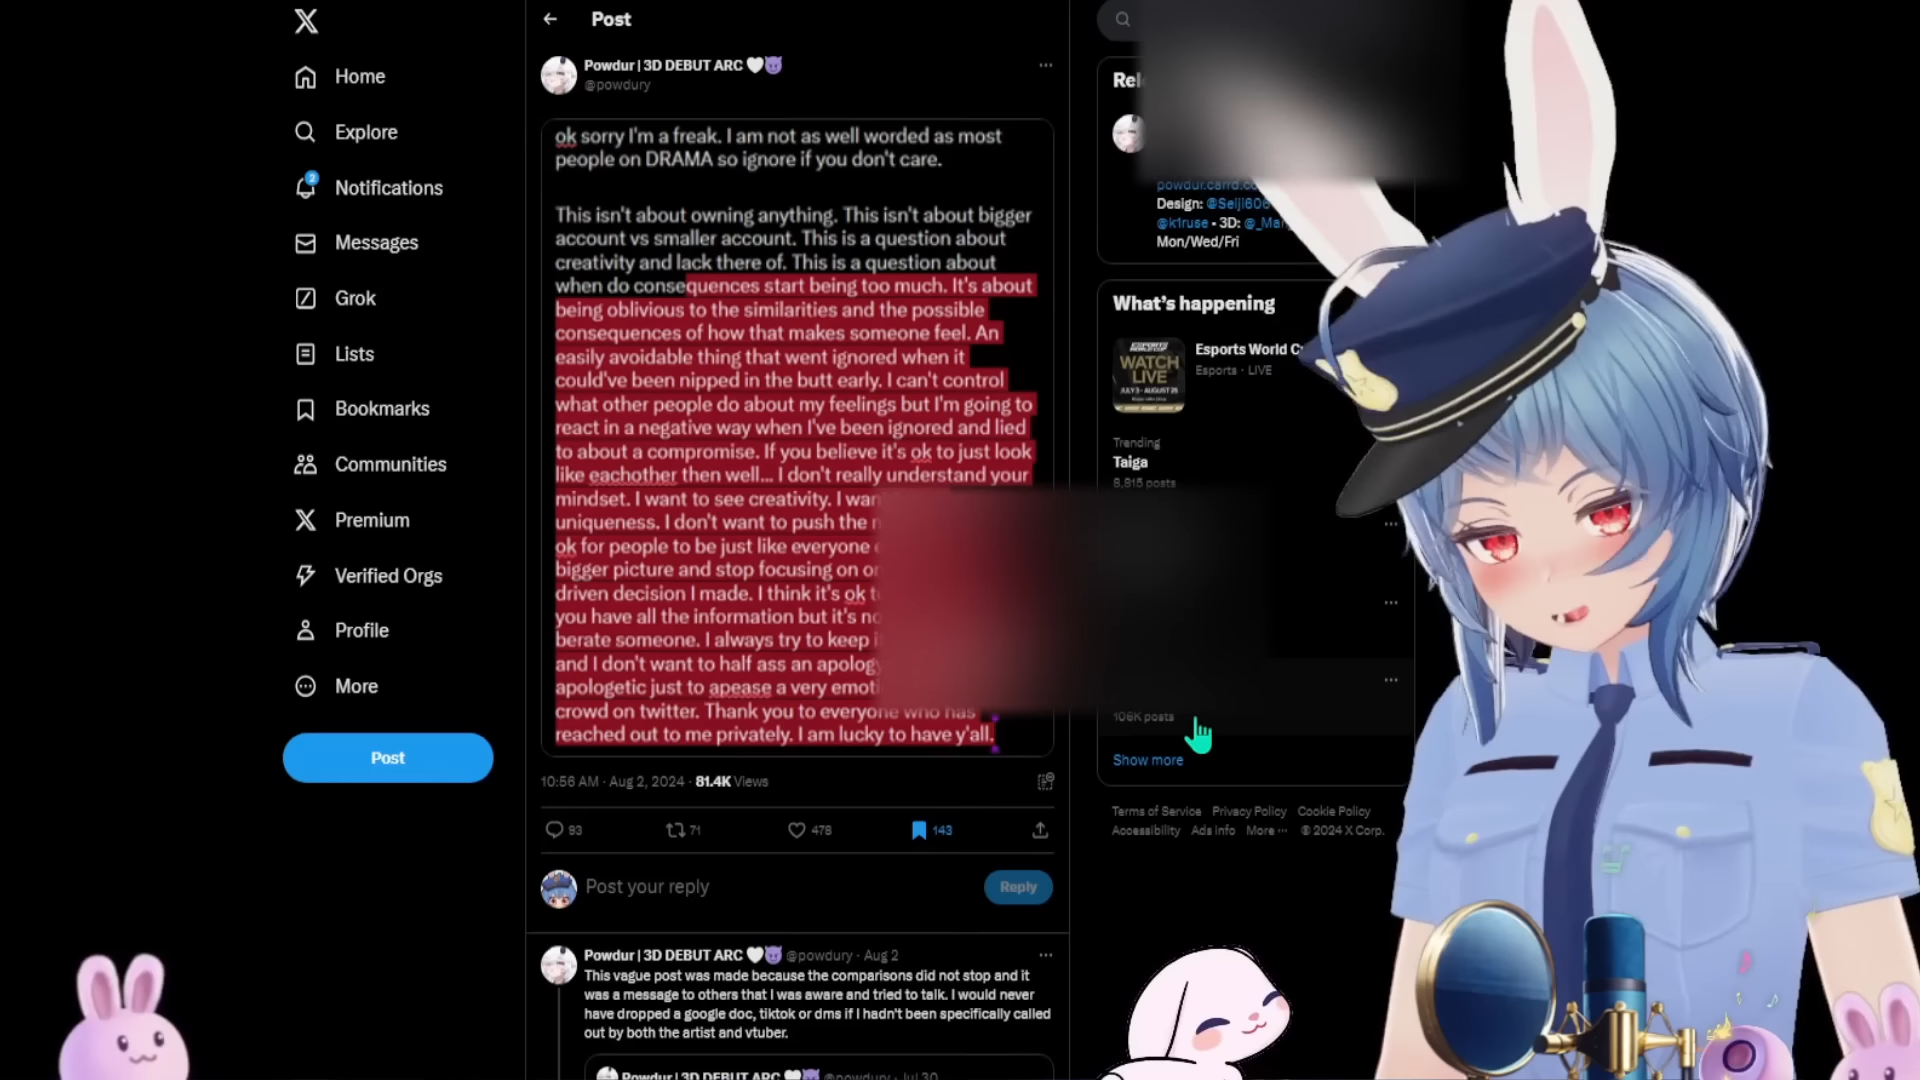 Post
Home
Explore
2
Notifications
Messages
Grok
Lists
Bookmarks
Communities
Premium
Verified Orgs
Profile
More
Post
Powdur | 3D DEBUT ARC
@powdury
ok sorry I'm a freak. I am not as well worded as most
people on DRAMA so ignore if you don't care.
This isn't about owning anything. This isn't about bigger
account vs smaller account. This is a question about
creativity and lack there of. This is a question about
when do consequences start being too much. It's about
being oblivious to the similarities and the possible
consequences of how that makes someone feel. An
easily avoidable thing that went ignored when it
could've been nipped in the butt early. I can't control
what other people do about my feelings but I'm going to
react in a negative way when I've been ignored and lied
to about a compromise. If you believe it's ok to just look
like eachother then well... I don't really understand your
mindset. I want to see creativity. I
uniqueness. I don't want to push the
ok for people to be just like everyone
bigger picture and stop focusing on
driven decision I made. I think it's ok
you have all the information but it's
berate someone. I always try to keep
and I don't want to half ass an
apologetic just to apease a very
crowd on twitter. Thank you to everyone who has
reached out to me privately. I am lucky to have y'all.
10:56 AM · Aug 2, 2024 · 81.4K Views
93 71 478 143
Post your reply
Reply
Powdur | 3D DEBUT ARC @powdury · Aug 2
This vague post was made because the comparisons did not stop and it
was a message to others that I was aware and tried to talk. I would never
have dropped a google doc, tiktok or dms if I hadn't been specifically called
out by both the artist and vtuber.
Powdur | 3D DEBUT ARC @powdury · Jul 30
Design: @Seiji606
@k1ruse • 3D:
Mon/Wed/Fri
What's happening
ESPORTS
WORLD CUP
WATCH
LIVE
JULY 3 - AUGUST 25
Esports World
Esports · LIVE
Trending
Taiga
8,815 posts
106K posts
Show more
Terms of Service Privacy Policy Cookie Policy
Accessibility Ads info More ··· © 2024 X Corp.